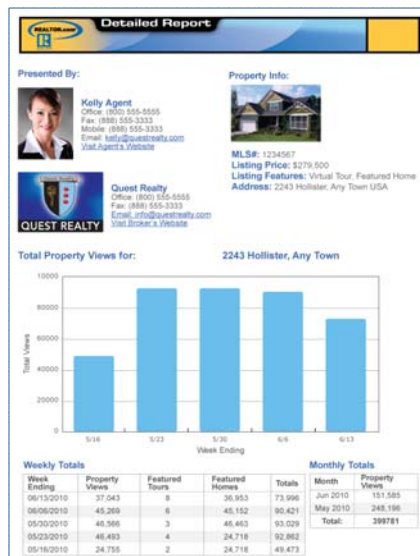 REALTOR.com
Detailed Report
Presented By:
Kelly Agent
Office: (800) 555-5555
Fax: (888) 555-3333
Mobile: (888) 555-3333
Email: kelly@questrealty.com
Visit Agent's Website
QUEST REALTY
Quest Realty
Office: (800) 555-5555
Fax: (888) 555-3333
Email: info@questrealty.com
Visit Broker's Website
Property Info:
MLS#: 1234567
Listing Price: $279,500
Listing Features: Virtual Tour, Featured Home
Address: 2243 Hollister, Any Town USA
Total Property Views for: 2243 Hollister, Any Town
10000
80000
60000
40000
20000
0
Total Views
5/16 5/23 5/30 6/6 6/13
Week Ending
Weekly Totals
Week Ending Property Views Featured Tours Featured Homes Totals
06/13/2010 37,043 8 36,953 73,996
06/06/2010 45,269 6 45,152 90,421
05/30/2010 46,566 3 46,463 93,029
05/23/2010 46,493 4 24,718 92,862
05/16/2010 24,755 2 24,718 49,473
Monthly Totals
Month Property Views
Jun 2010 151,585
May 2010 248,196
Total: 399781